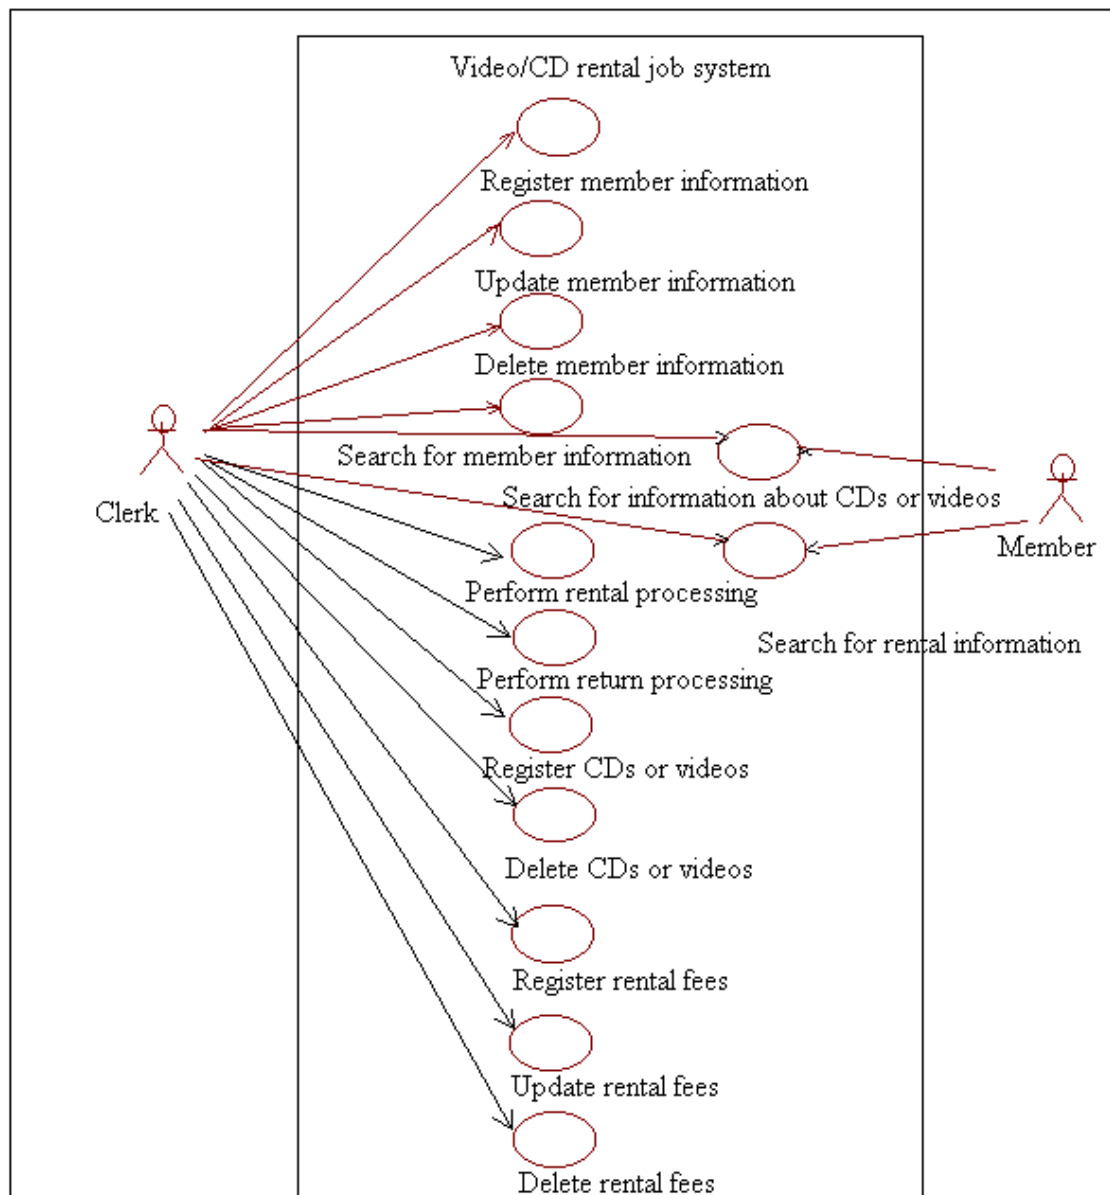 Video/CD rental job system
Register member information
Update member information
Delete member information
Search for member information
Search for information about CDs or videos
Clerk
Member
Perform rental processing
Search for rental information
Perform return processing
Register CDs or videos
Delete CDs or videos
Register rental fees
Update rental fees
Delete rental fees